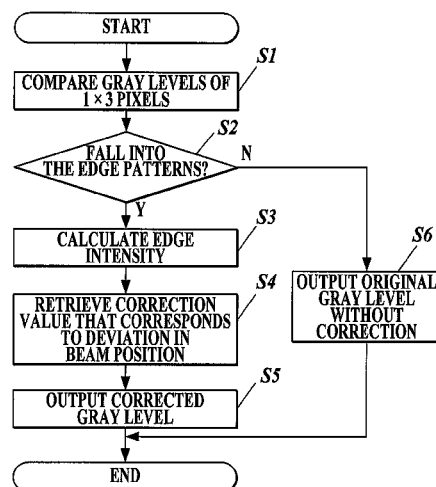 START
S1
COMPARE GRAY LEVELS OF
1 × 3 PIXELS
S2
FALL INTO
THE EDGE PATTERNS?
N
Y
S3
CALCULATE EDGE
INTENSITY
S4
RETRIEVE CORRECTION
VALUE THAT CORRESPONDS
TO DEVIATION IN
BEAM POSITION
S6
OUTPUT ORIGINAL
GRAY LEVEL
WITHOUT
CORRECTION
S5
OUTPUT CORRECTED
GRAY LEVEL
END